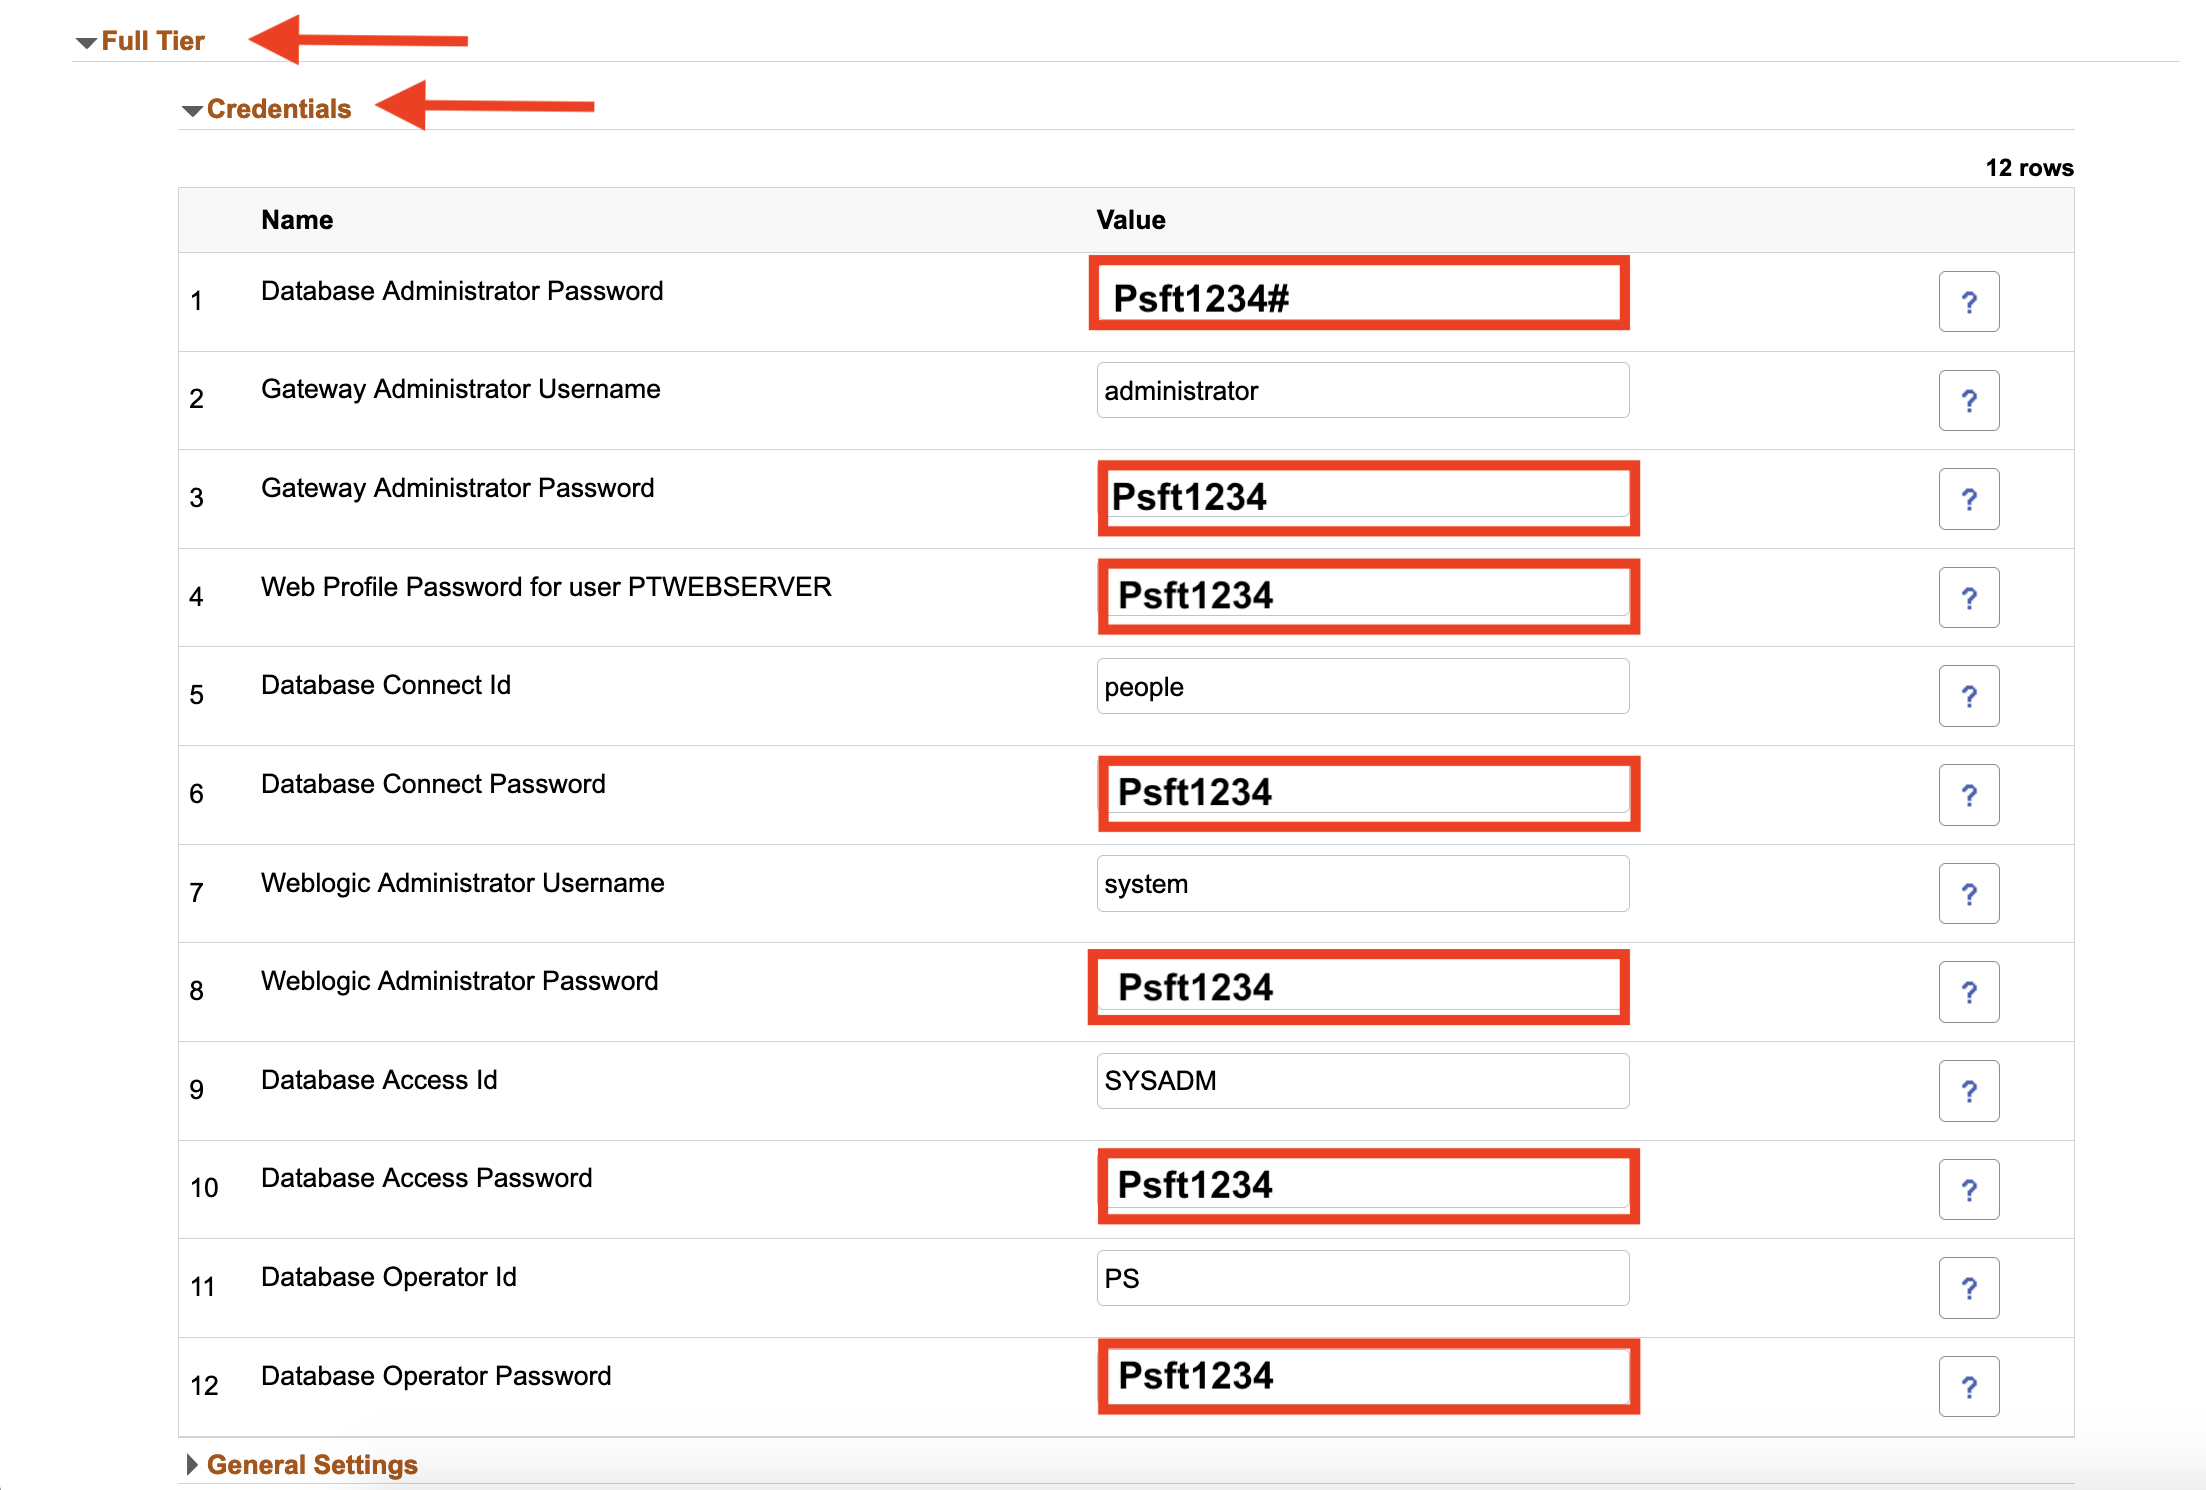 Full Tier
Credentials
12 rows
Name Value
1 Database Administrator Password Psft1234# ?
2 Gateway Administrator Username administrator ?
3 Gateway Administrator Password Psft1234 ?
4 Web Profile Password for user PTWEBSERVER Psft1234 ?
5 Database Connect Id people ?
6 Database Connect Password Psft1234 ?
7 Weblogic Administrator Username system ?
8 Weblogic Administrator Password Psft1234 ?
9 Database Access Id SYSADM ?
10 Database Access Password Psft1234 ?
11 Database Operator Id PS ?
12 Database Operator Password Psft1234 ?
General Settings